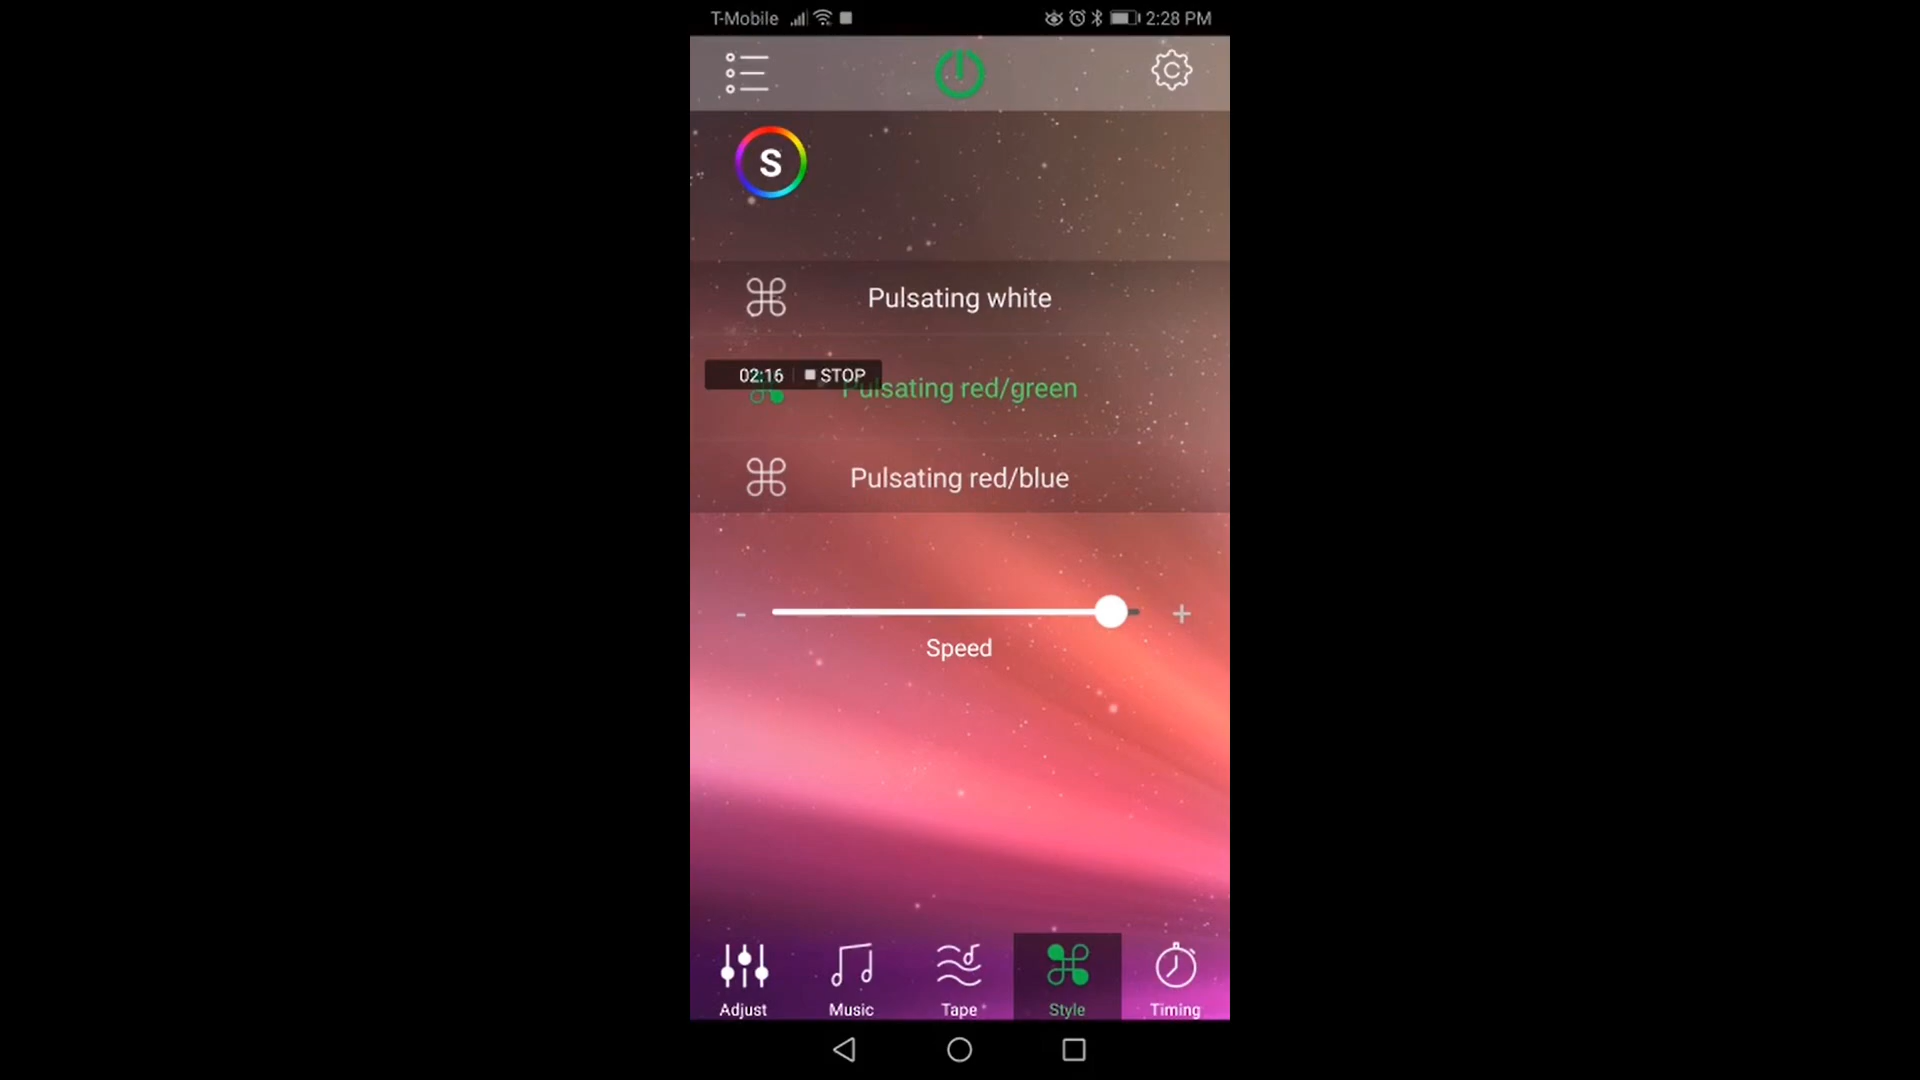 T-Mobile 2:28 PM
C
S
Pulsating white
02:16 STOP
Pulsating red/green
Pulsating red/blue
- +
Speed
Adjust Music Tape Style Timing